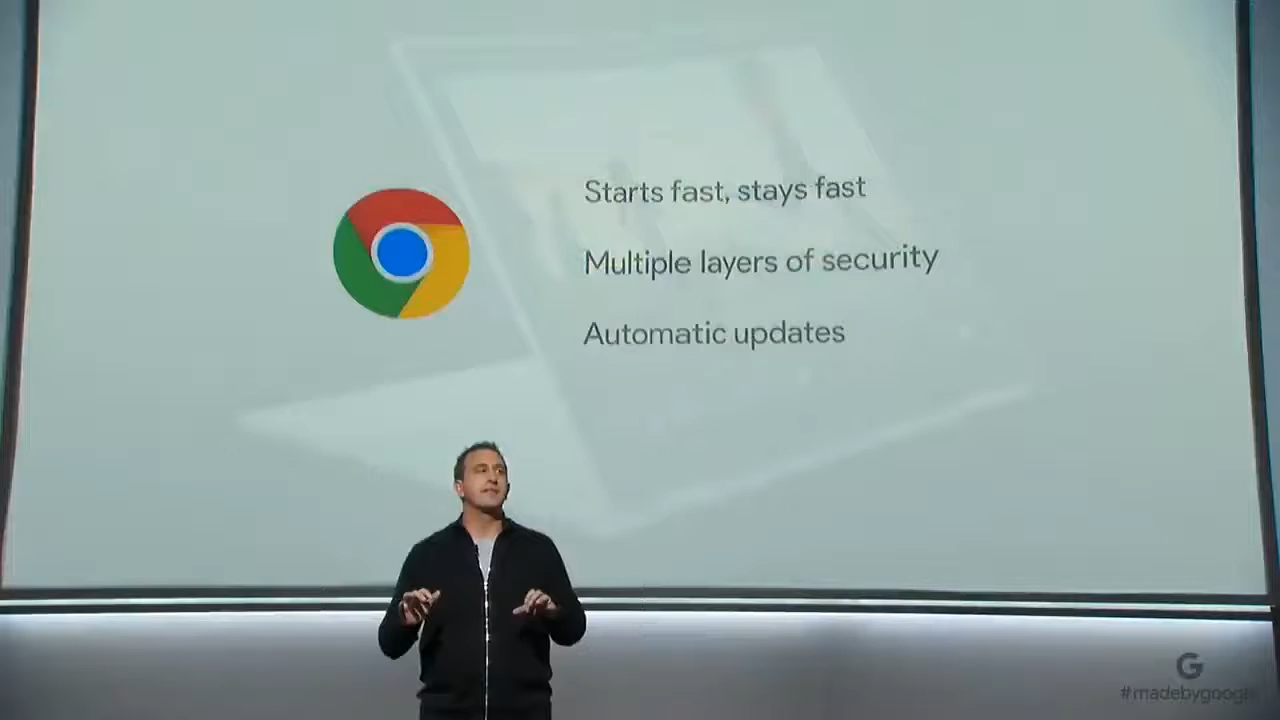 Starts fast, stays fast
Multiple layers of security
Automatic updates
G
#madebygoogle